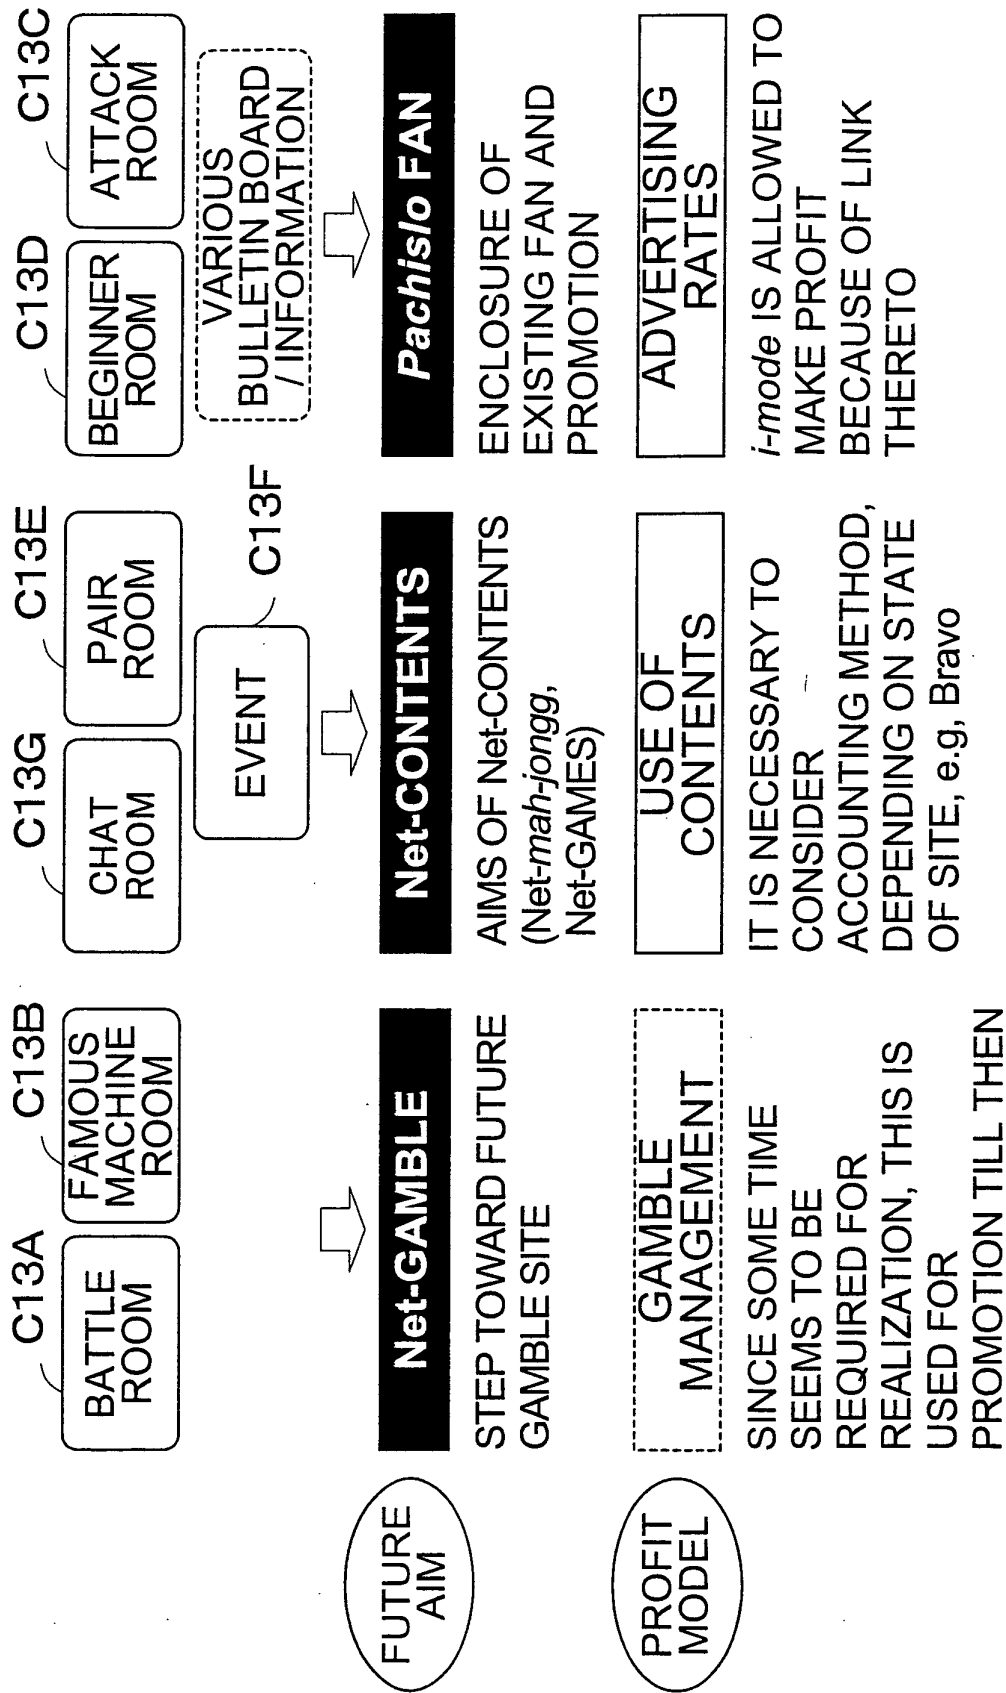 C13A
BATTLE
ROOM
C13B
FAMOUS
MACHINE
ROOM
C13G
CHAT
ROOM
C13E
PAIR
ROOM
EVENT
C13F
C13D
BEGINNER
ROOM
C13C
ATTACK
ROOM
VARIOUS
BULLETIN BOARD
/ INFORMATION
FUTURE
AIM
Net-GAMBLE
STEP TOWARD FUTURE
GAMBLE SITE
Net-CONTENTS
AIMS OF Net-CONTENTS
(Net-mah-jongg,
Net-GAMES)
Pachislo FAN
ENCLOSURE OF
EXISTING FAN AND
PROMOTION
PROFIT
MODEL
GAMBLE
MANAGEMENT
SINCE SOME TIME
SEEMS TO BE
REQUIRED FOR
REALIZATION, THIS IS
USED FOR
PROMOTION TILL THEN
USE OF
CONTENTS
IT IS NECESSARY TO
CONSIDER
ACCOUNTING METHOD,
DEPENDING ON STATE
OF SITE, e.g, Bravo
ADVERTISING
RATES
i-mode IS ALLOWED TO
MAKE PROFIT
BECAUSE OF LINK
THERETO